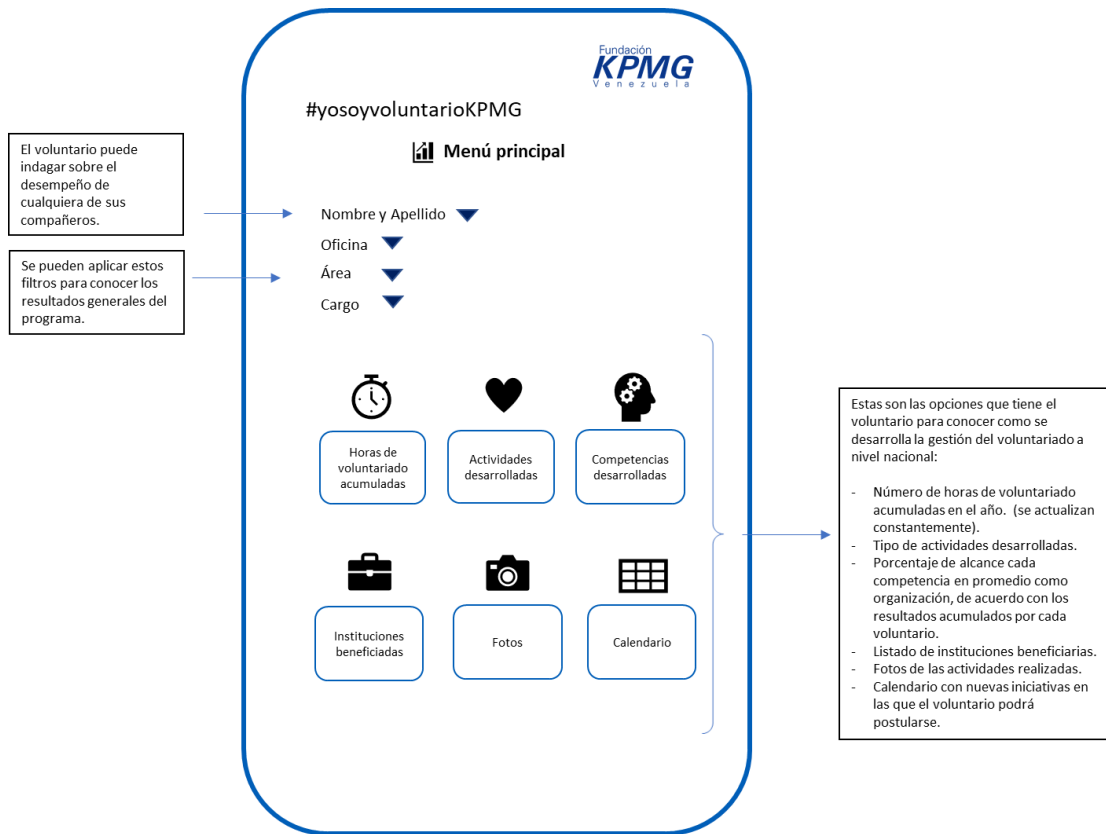 Fundación
KPMG
Venezuela
#yosoyvoluntarioKPMG
Menú principal
El voluntario puede
indagar sobre el
desempeño de
cualquiera de sus
compañeros.
Se pueden aplicar estos
filtros para conocer los
resultados generales del
programa.
Nombre y Apellido
Oficina
Área
Cargo
Horas de
voluntariado
acumuladas
Actividades
desarrolladas
Competencias
desarrolladas
Instituciones
beneficiadas
Fotos
Calendario
Estas son las opciones que tiene el
voluntario para conocer como se
desarrolla la gestión del voluntariado a
nivel nacional:
- Número de horas de voluntariado
acumuladas en el año. (se actualizan
constantemente).
- Tipo de actividades desarrolladas.
- Porcentaje de alcance cada
competencia en promedio como
organización, de acuerdo con los
resultados acumulados por cada
voluntario.
- Listado de instituciones beneficiarias.
- Fotos de las actividades realizadas.
- Calendario con nuevas iniciativas en
las que el voluntario podrá
postularse.